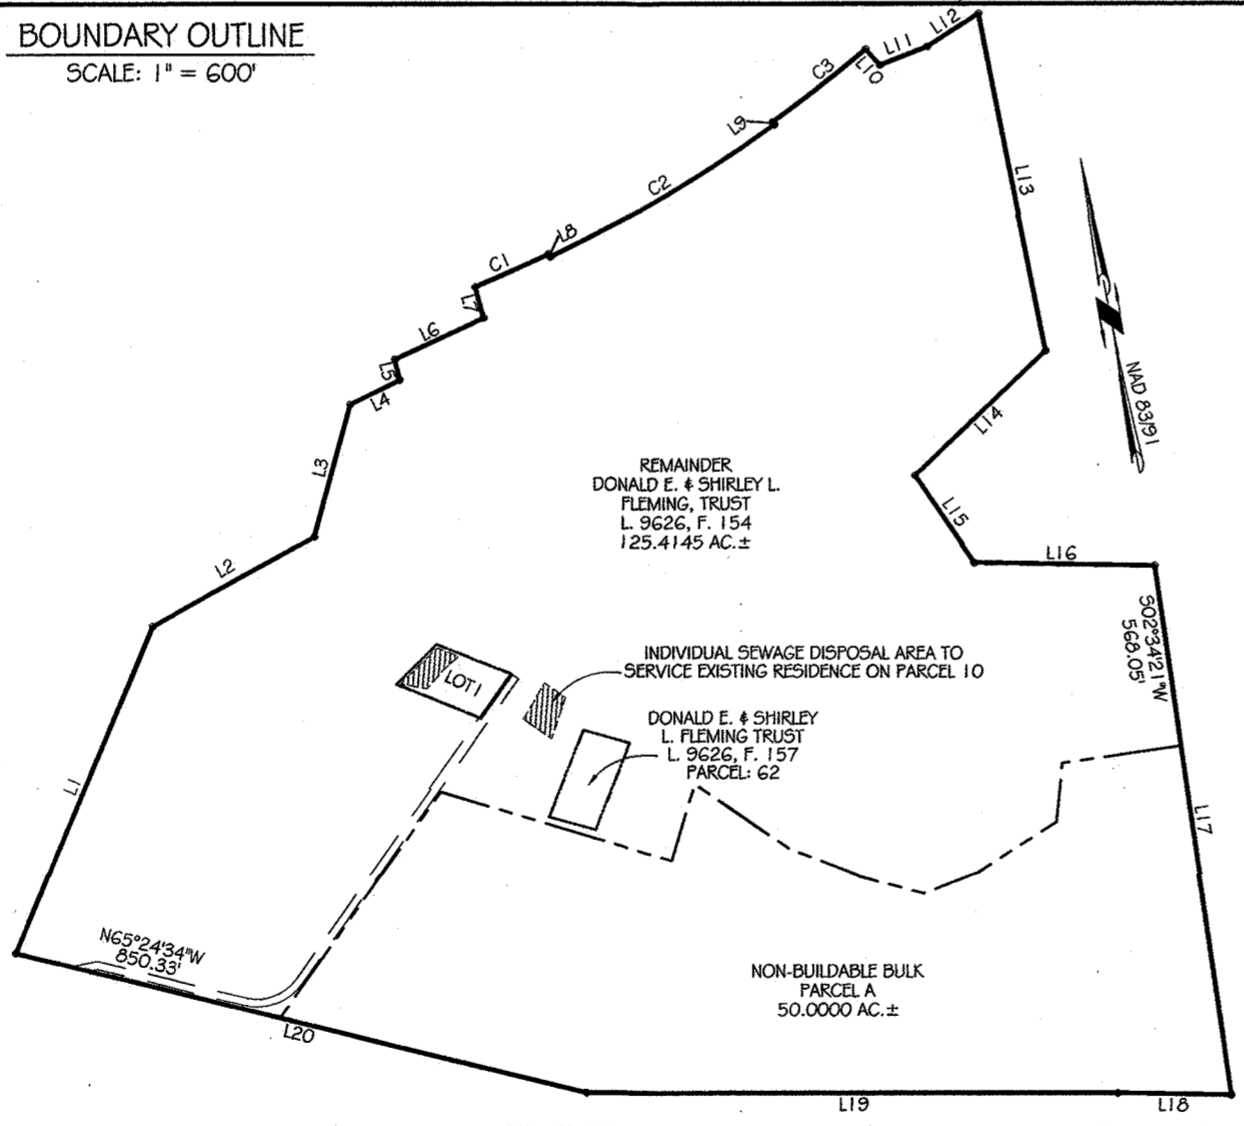 BOUNDARY OUTLINE
SCALE: 1" = 600'
L12
L11
L10
C3
L9
C2
L13
L8
C1
L7
L6
L5
L4
NAD 83/91
L14
L3
REMAINDER
DONALD E. & SHIRLEY L.
FLEMING, TRUST
L. 9626, F. 154
125.4145 AC.±
L15
L16
L2
S02°34'21"W
568.05'
INDIVIDUAL SEWAGE DISPOSAL AREA TO
SERVICE EXISTING RESIDENCE ON PARCEL 10
LOT 1
DONALD E. & SHIRLEY
L. FLEMING TRUST
L. 9626, F. 157
PARCEL: 62
L1
L17
N65°24'34"W
850.33'
NON-BUILDABLE BULK
PARCEL A
50.0000 AC.±
L20
L19
L18